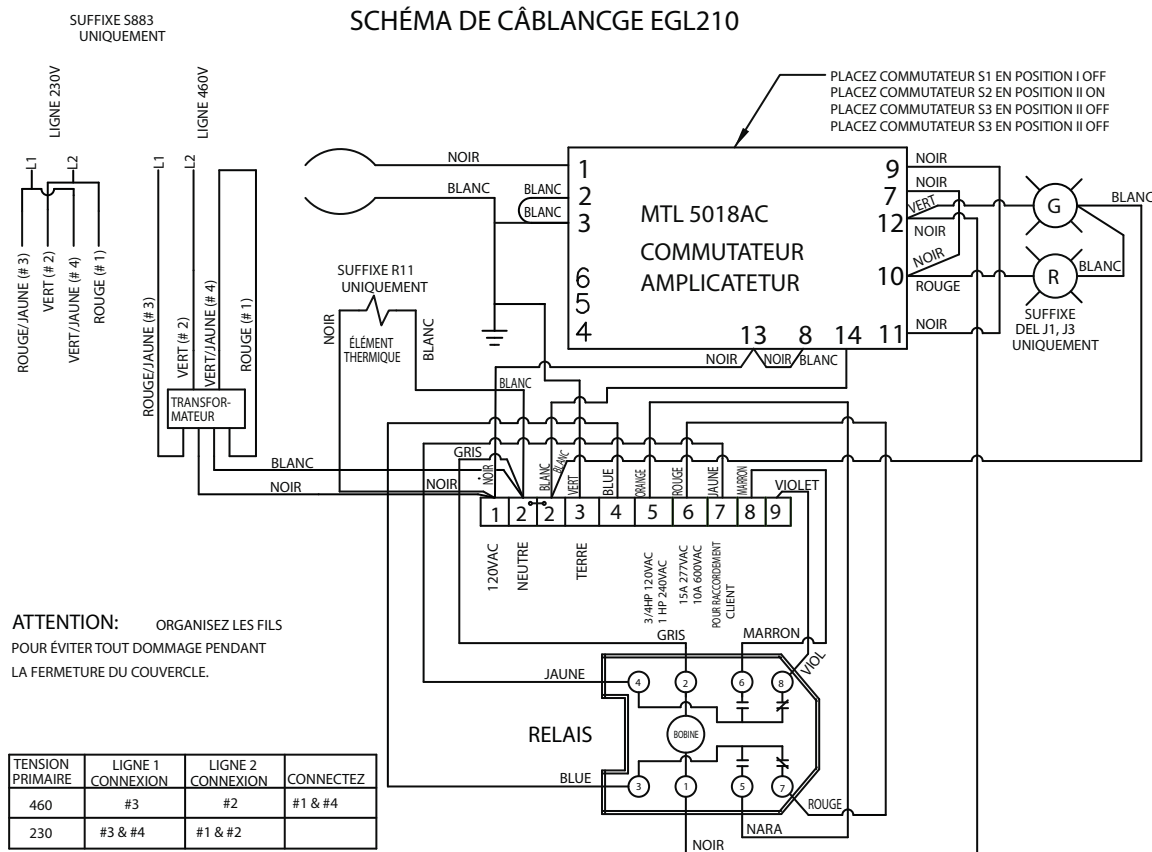 SCHÉMA DE CÂBLANCGE EGL210
SUFFIXE S883
UNIQUEMENT
LIGNE 230V
LIGNE 460V
L1
L2
L1
L2
ROUGE/JAUNE (# 3)
VERT (# 2)
VERT/JAUNE (# 4)
ROUGE (# 1)
ROUGE/JAUNE (# 3)
VERT (# 2)
VERT/JAUNE (# 4)
ROUGE (# 1)
TRANSFOR-
MATEUR
PLACEZ COMMUTATEUR S1 EN POSITION I OFF
PLACEZ COMMUTATEUR S2 EN POSITION II ON
PLACEZ COMMUTATEUR S3 EN POSITION II OFF
PLACEZ COMMUTATEUR S3 EN POSITION II OFF
NOIR
BLANC
BLANC
BLANC
1
2
3
6
5
4
MTL 5018AC
COMMUTATEUR
AMPLICATETUR
9
7
12
10
11
13
8
14
NOIR
NOIR
VERT
NOIR
NOIR
ROUGE
NOIR
G
R
BLANC
BLANC
SUFFIXE
DEL J1, J3
UNIQUEMENT
SUFFIXE R11
UNIQUEMENT
NOIR
ÉLÉMENT
THERMIQUE
BLANC
NOIR
NOIR
BLANC
BLANC
GRIS
BLANC
NOIR
NOIR
NOIR
BLANC
BLANC
VERT
BLUE
ORANGE
ROUGE
JAUNE
MARRON
VIOLET
1
2
2
3
4
5
6
7
8
9
120VAC
NEUTRE
TERRE
3/4HP 120VAC
1 HP 240VAC
15A 277VAC
10A 600VAC
POUR RACCORDEMENT
CLIENT
ATTENTION: ORGANISEZ LES FILS
POUR ÉVITER TOUT DOMMAGE PENDANT
LA FERMETURE DU COUVERCLE.
GRIS
MARRON
VIOL
JAUNE
4
2
6
8
RELAIS
BOBINE
BLUE
3
1
5
7
ROUGE
NARA
NOIR
TENSION PRIMAIRE
LIGNE 1 CONNEXION
LIGNE 2 CONNEXION
CONNECTEZ
460 #3 #2 #1 & #4
230 #3 & #4 #1 & #2